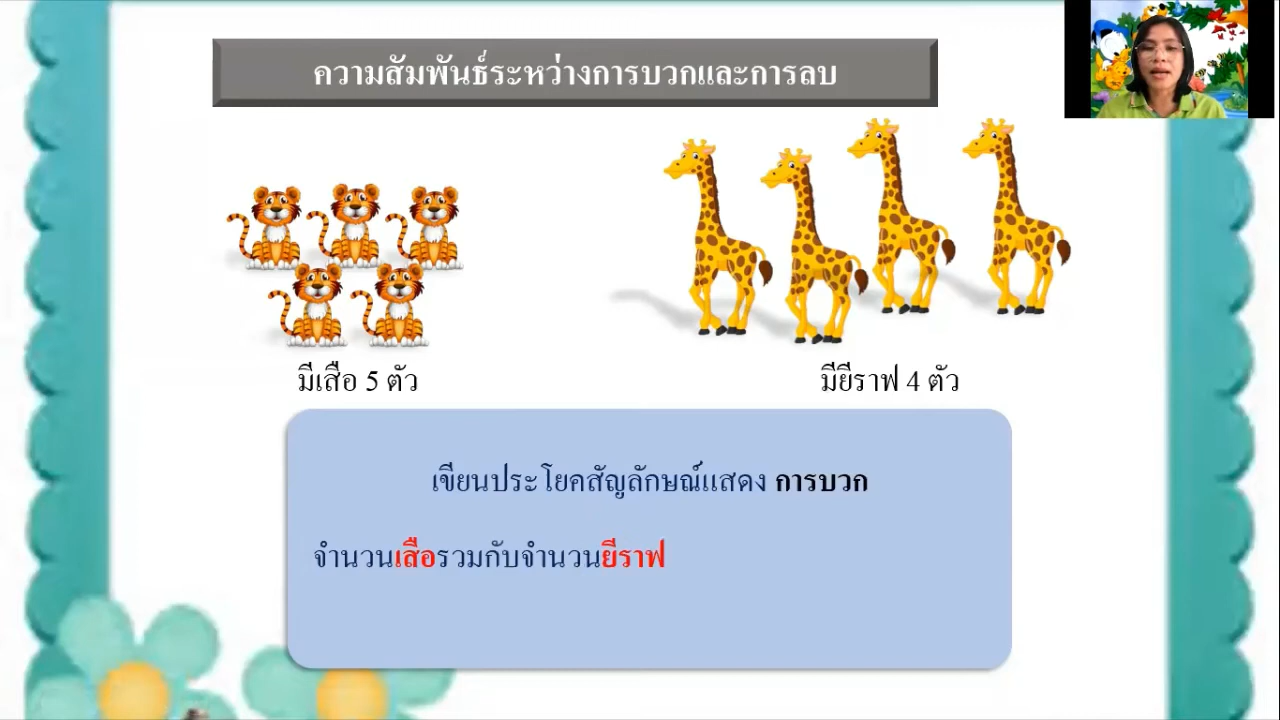 ความสัมพันธ์ระหว่างการบวกและการลบ
มีเสือ 5 ตัว
มียีราฟ 4 ตัว
เขียนประโยคสัญลักษณ์แสดง การบวก
จำนวนเสือรวมกับจำนวนยีราฟ